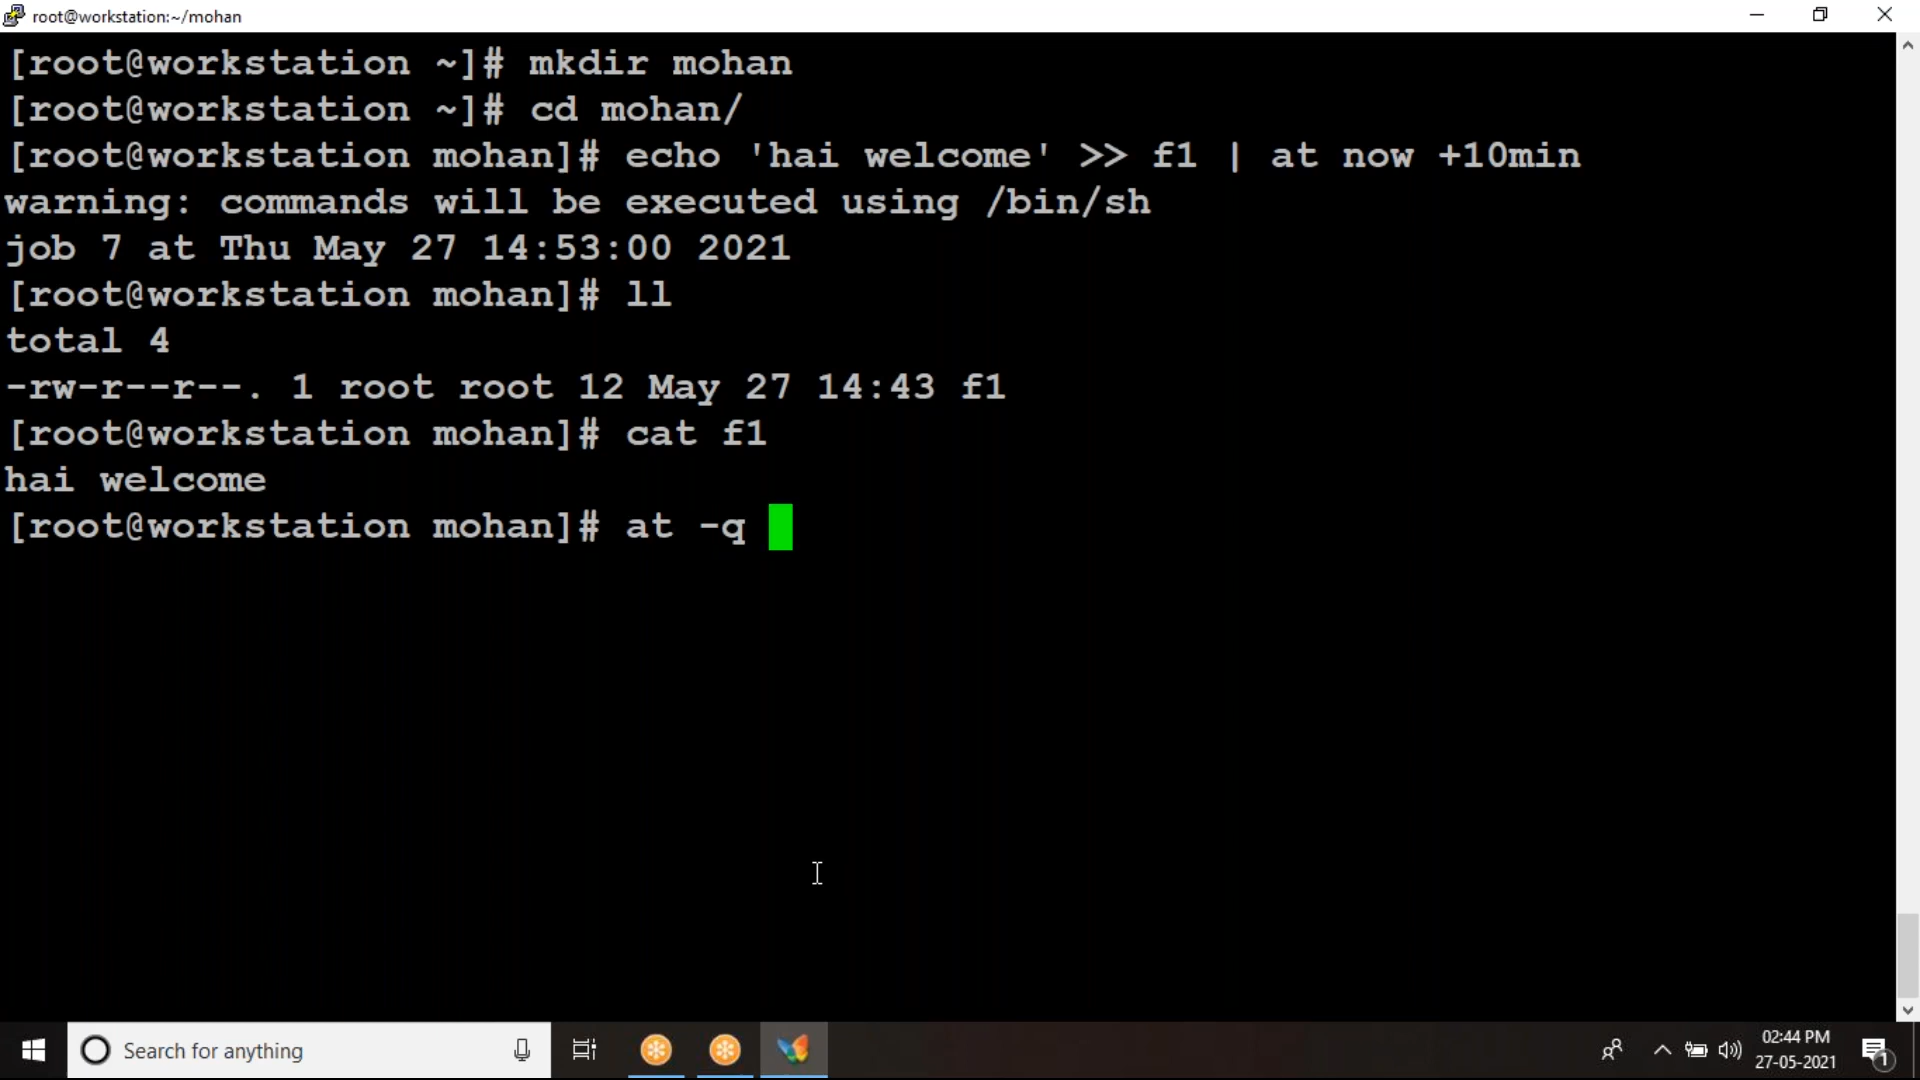 root@workstation:~/mohan
[root@workstation ~]# mkdir mohan
[root@workstation ~]# cd mohan/
[root@workstation mohan]# echo 'hai welcome' >> f1 | at now +10min
warning: commands will be executed using /bin/sh
job 7 at Thu May 27 14:53:00 2021
[root@workstation mohan]# ll
total 4
-rw-r--r--. 1 root root 12 May 27 14:43 f1
[root@workstation mohan]# cat f1
hai welcome
[root@workstation mohan]# at -q
Search for anything
02:44 PM
27-05-2021
1